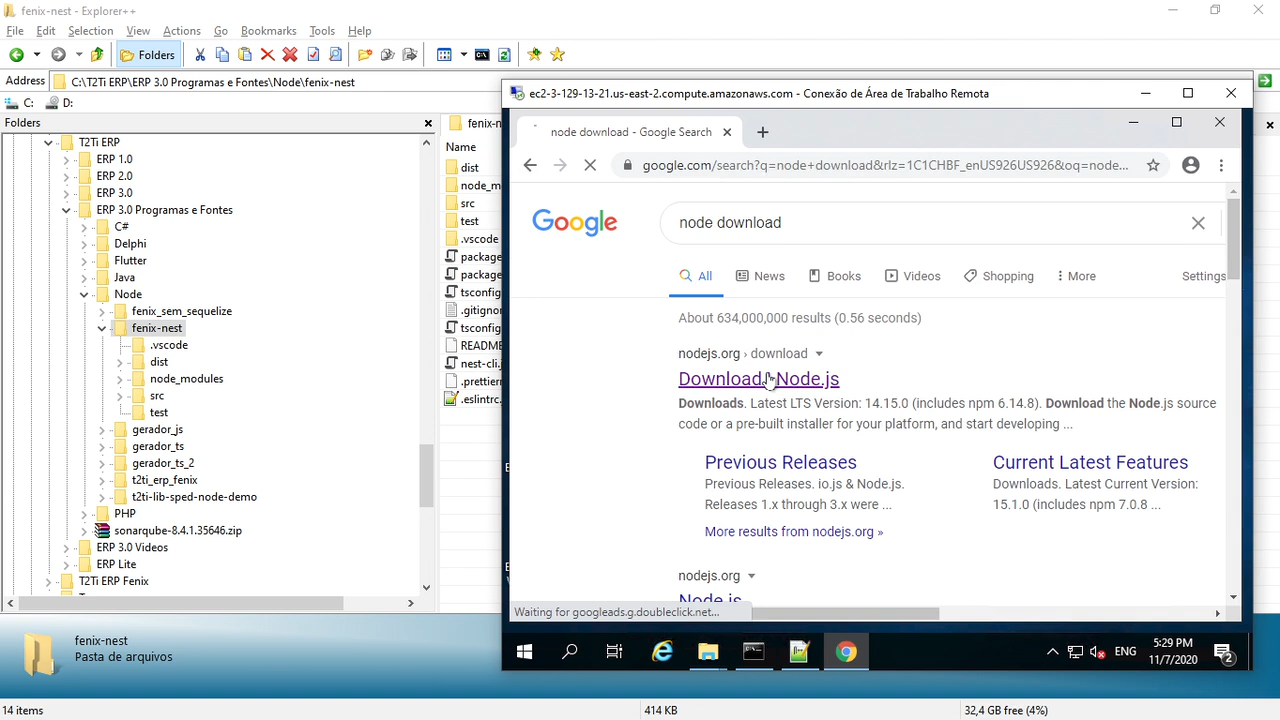 fenix-nest - Explorer++
File Edit Selection View Actions Go Bookmarks Tools Help
Folders
Address C:\T2Ti ERP\ERP 3.0 Programas e Fontes\Node\fenix-nest
C: D:
Folders
T2Ti ERP
ERP 1.0
ERP 2.0
ERP 3.0
ERP 3.0 Programas e Fontes
C#
Delphi
Flutter
Java
Node
fenix_sem_sequelize
fenix-nest
.vscode
dist
node_modules
src
test
gerador_js
gerador_ts
gerador_ts_2
t2ti_erp_fenix
t2ti-lib-sped-node-demo
PHP
sonarqube-8.4.1.35646.zip
ERP 3.0 Videos
ERP Lite
T2Ti ERP Fenix
fenix-n
Name
dist
node_m
src
test
.vscode
package
package
tsconfig
.gitignor
tsconfig
README
nest-cli.j
.prettierr
.eslintrc.
ec2-3-129-13-21.us-east-2.compute.amazonaws.com - Conexão de Área de Trabalho Remota
node download - Google Search
google.com/search?q=node+download&rlz=1C1CHBF_enUS926US926&oq=node...
Google
node download
All News Books Videos Shopping More Settings
About 634,000,000 results (0.56 seconds)
nodejs.org › download
Download Node.js
Downloads. Latest LTS Version: 14.15.0 (includes npm 6.14.8). Download the Node.js source
code or a pre-built installer for your platform, and start developing ...
Previous Releases
Previous Releases. io.js & Node.js.
Releases 1.x through 3.x were ...
Current Latest Features
Downloads. Latest Current Version:
15.1.0 (includes npm 7.0.8 ...
More results from nodejs.org »
nodejs.org
Node.js
Waiting for googleads.g.doubleclick.net...
ENG
5:29 PM
11/7/2020
2
fenix-nest
Pasta de arquivos
14 items
414 KB
32,4 GB free (4%)